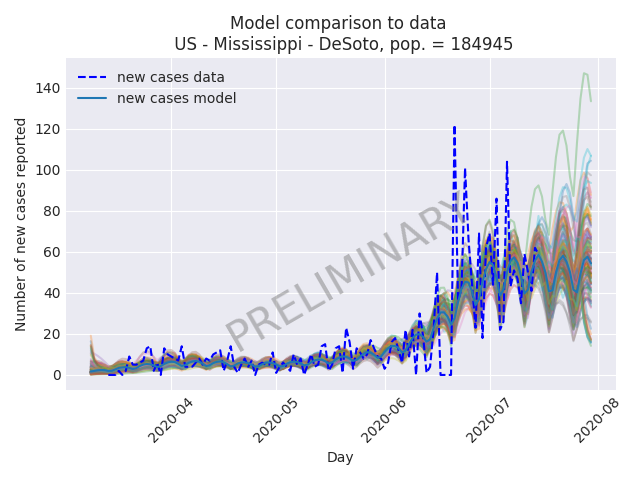 Model comparison to data
US - Mississippi - DeSoto, pop. = 184945
new cases data
new cases model
PRELIMINARY
Number of new cases reported
140
120
100
80
60
40
20
0
2020-04
2020-05
2020-06
2020-07
2020-08
Day